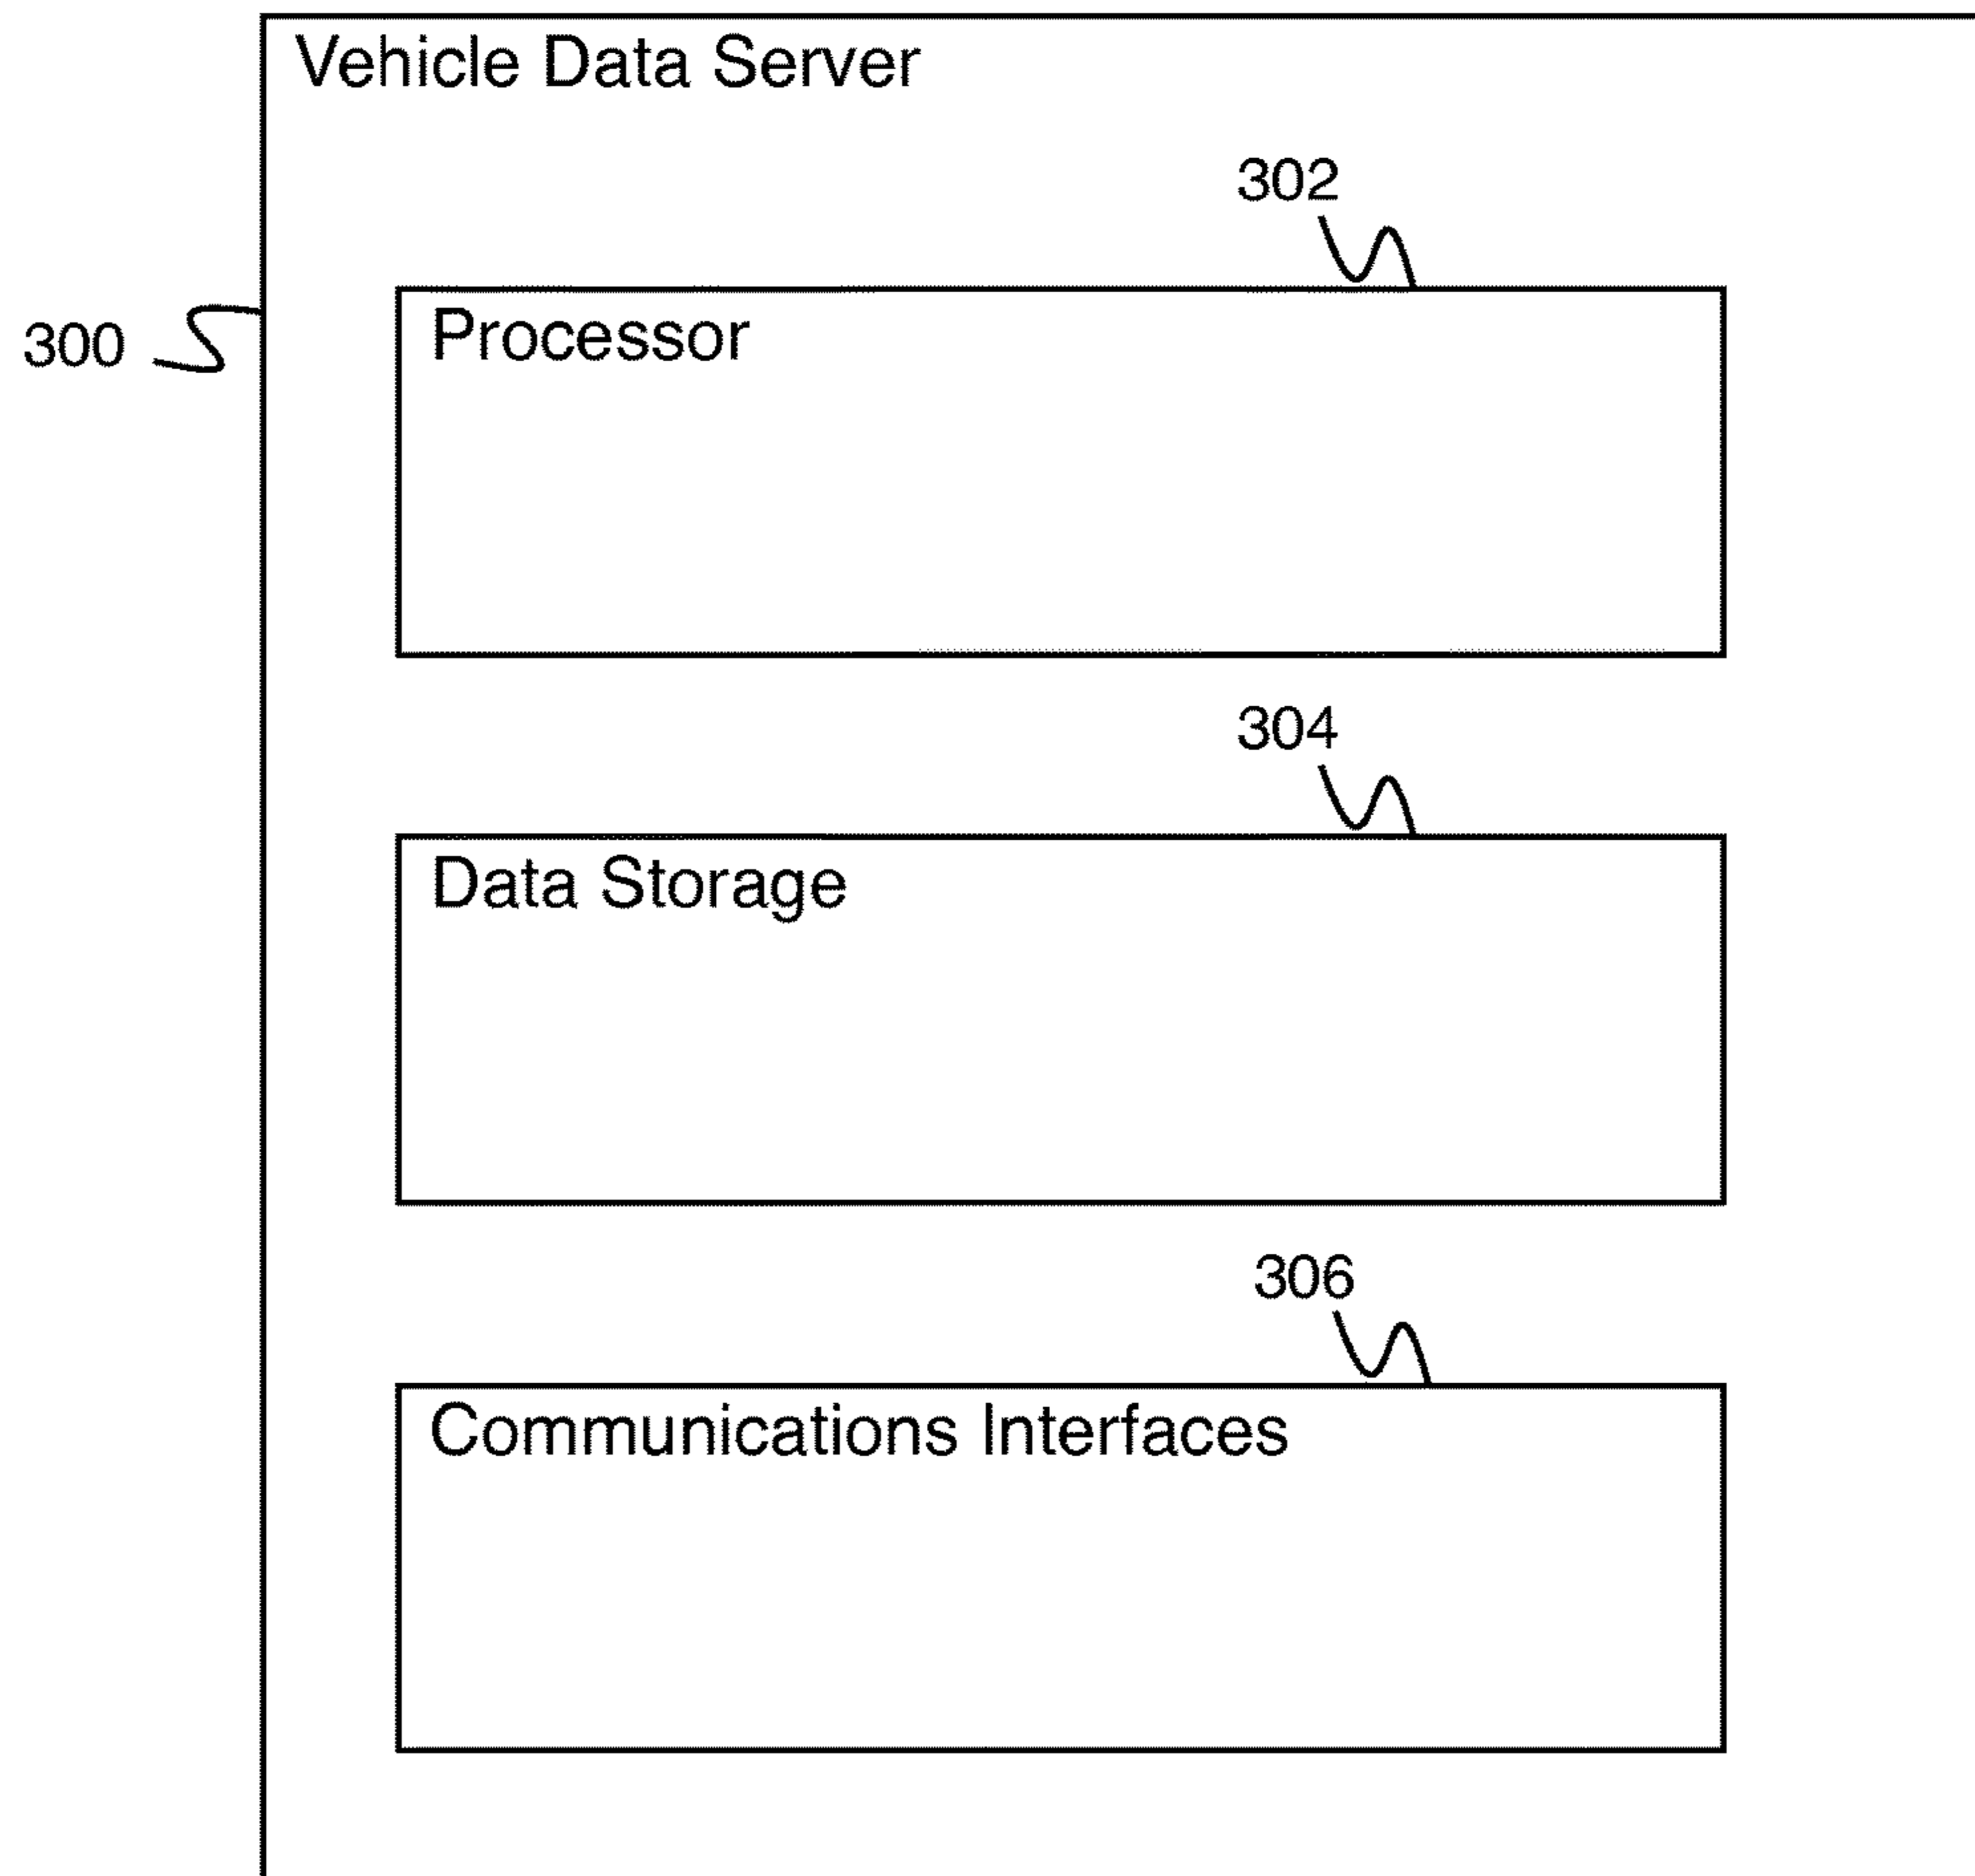 Vehicle Data Server
302
300
Processor
304
Data Storage
306
Communications Interfaces